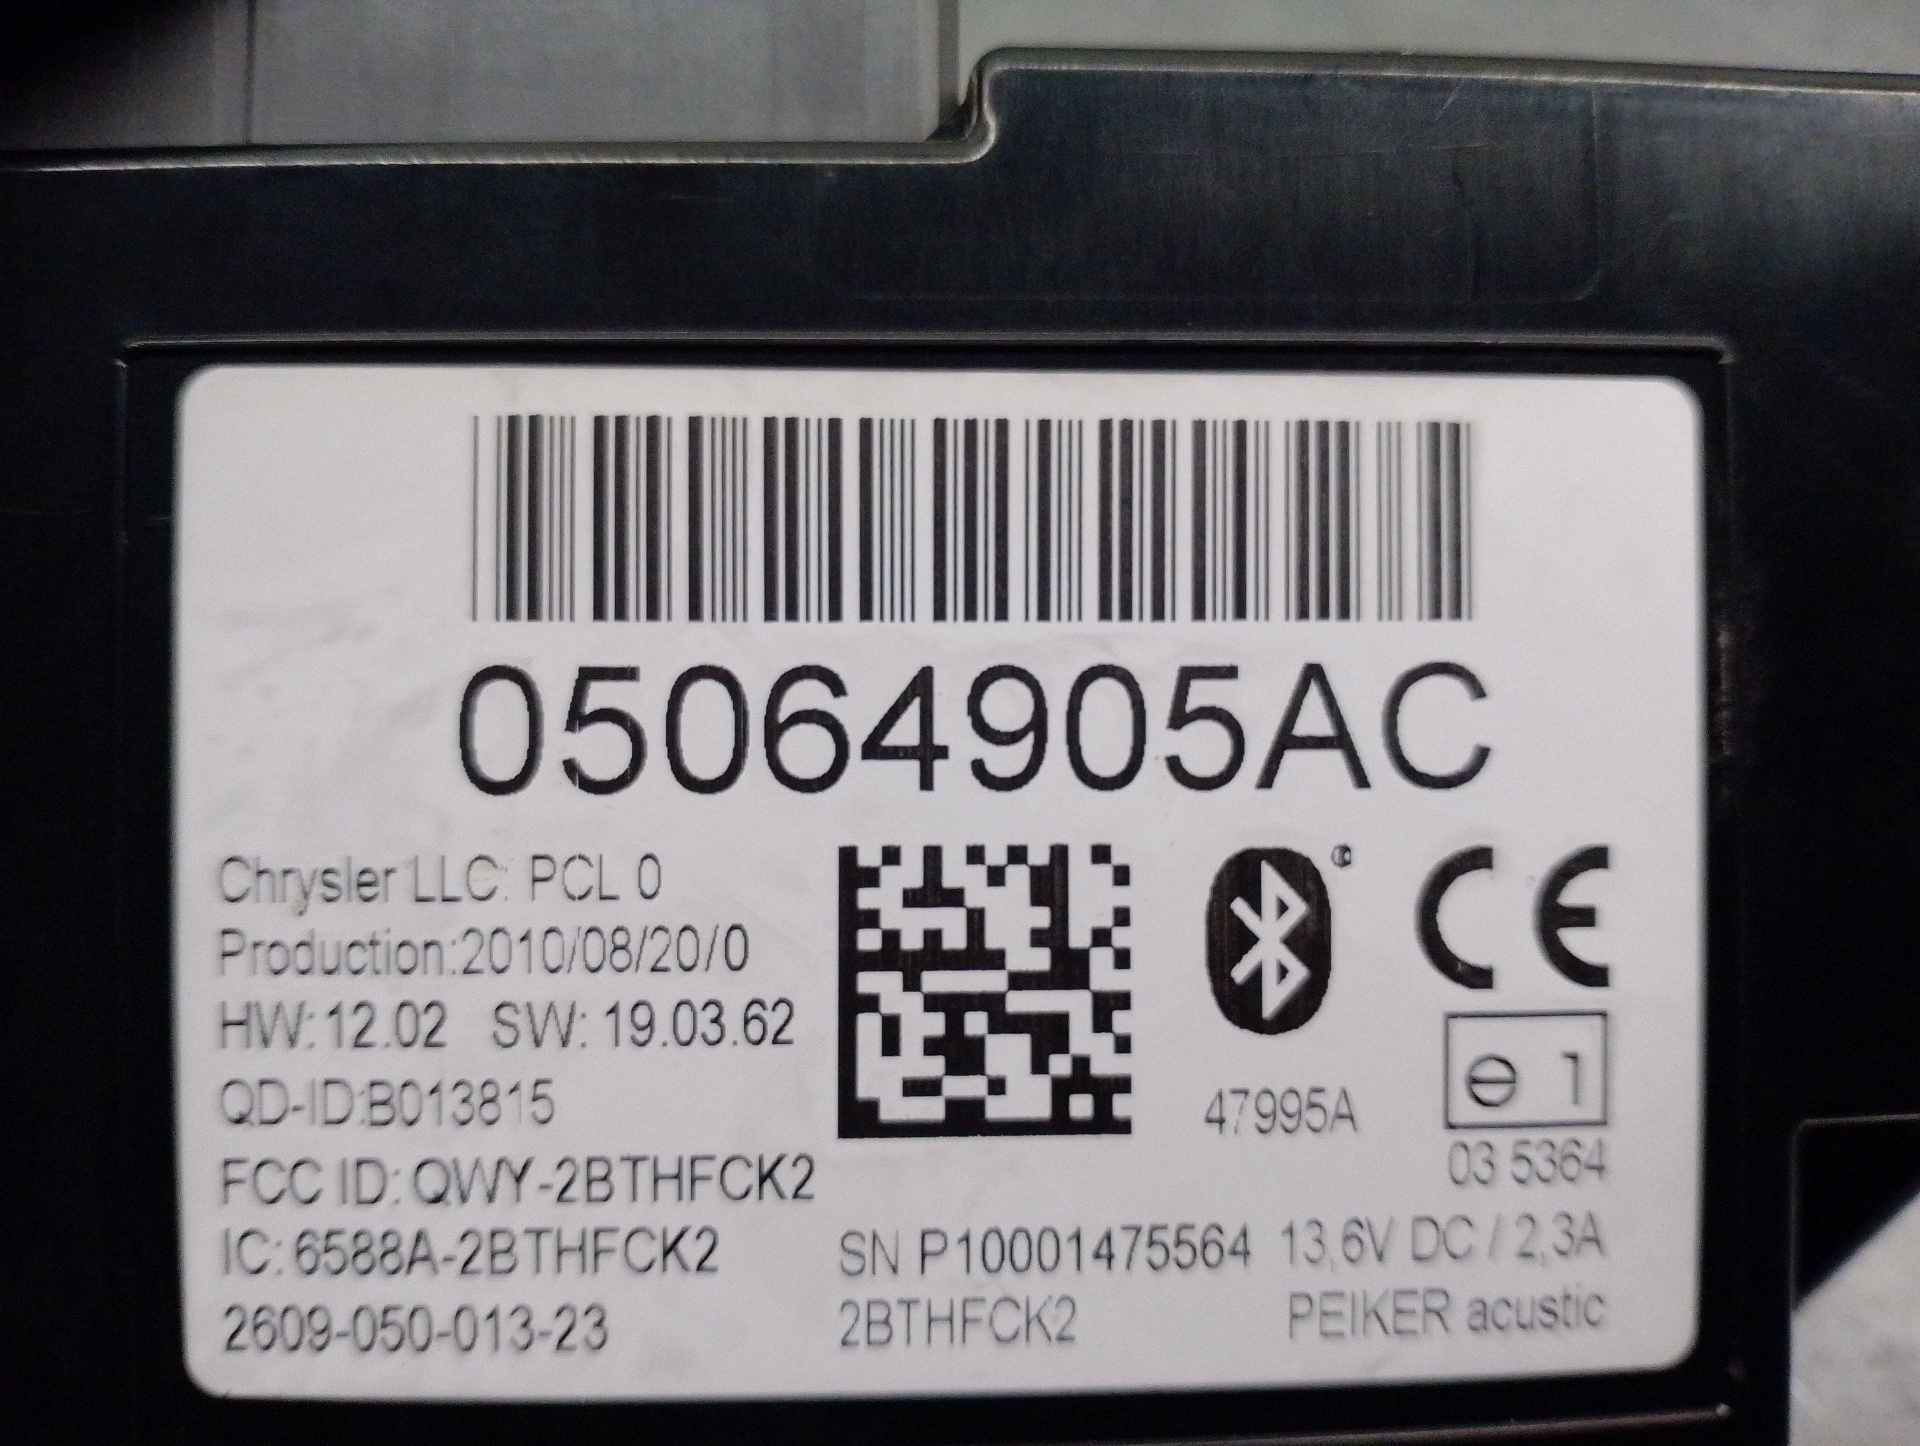 05064905AC
Chrysler LLC: PCL 0
Production:2010/08/20/0
HW: 12.02 SW: 19.03.62
QD-ID:B013815
FCC ID: QWY-2BTHFCK2
IC: 6588A-2BTHFCK2
2609-050-013-23
CE
47995A
e 1
03 5364
SN P10001475564
2BTHFCK2
13,6V DC / 2,3A
PEIKER acustic